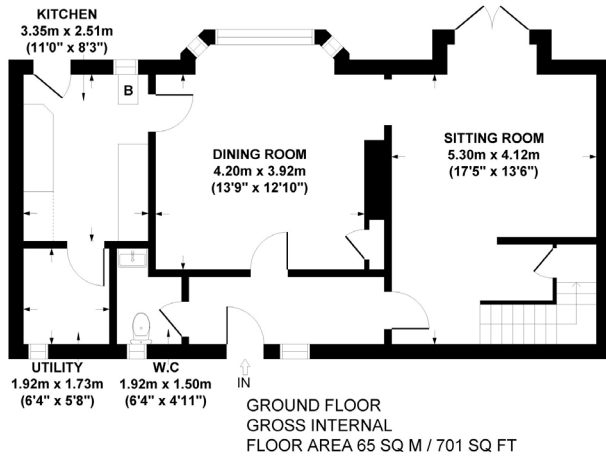 KITCHEN
3.35m x 2.51m
(11'0" x 8'3")
B
DINING ROOM
4.20m x 3.92m
(13'9" x 12'10")
SITTING ROOM
5.30m x 4.12m
(17'5" x 13'6")
UTILITY
1.92m x 1.73m
(6'4" x 5'8")
W.C
1.92m x 1.50m
(6'4" x 4'11")
IN
GROUND FLOOR
GROSS INTERNAL
FLOOR AREA 65 SQ M / 701 SQ FT